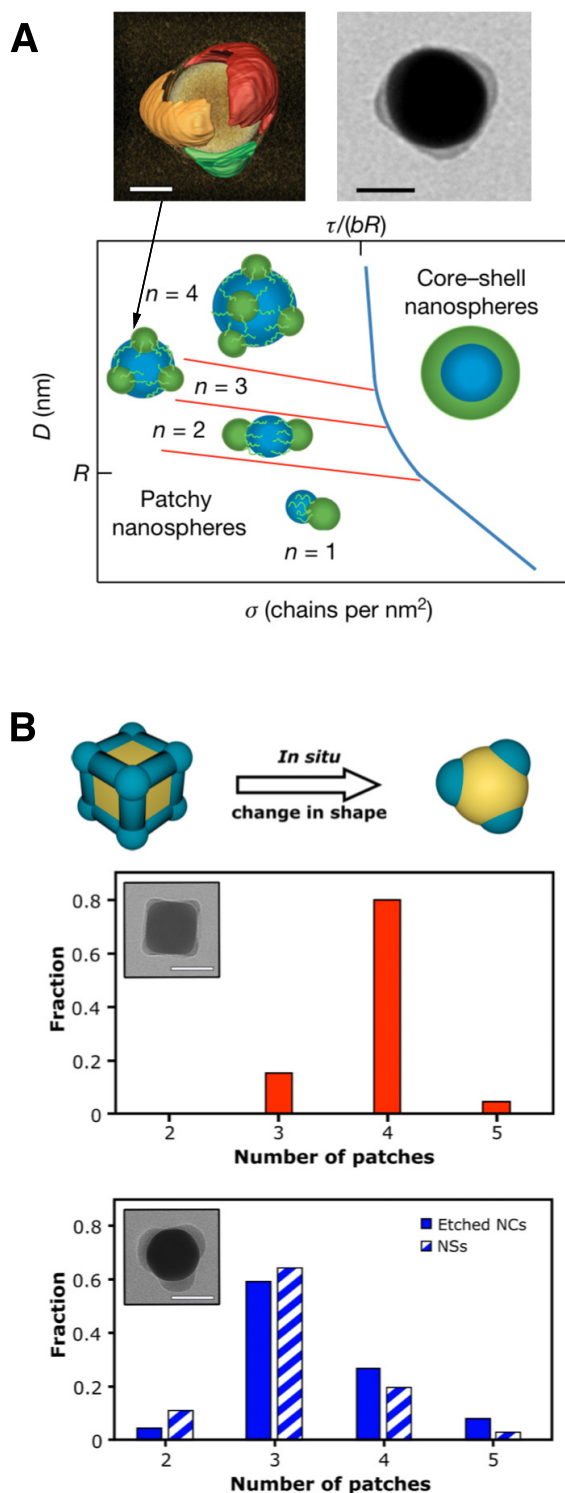 A
τ/(bR)
n = 4
Core–shell
nanospheres
n = 3
D (nm)
n = 2
R
Patchy
nanospheres
n = 1
σ (chains per nm²)
B
In situ
change in shape
0.8
0.6
0.4
0.2
0
Fraction
2 3 4 5
Number of patches
Etched NCs
NSs
0.8
0.6
0.4
0.2
0
Fraction
2 3 4 5
Number of patches